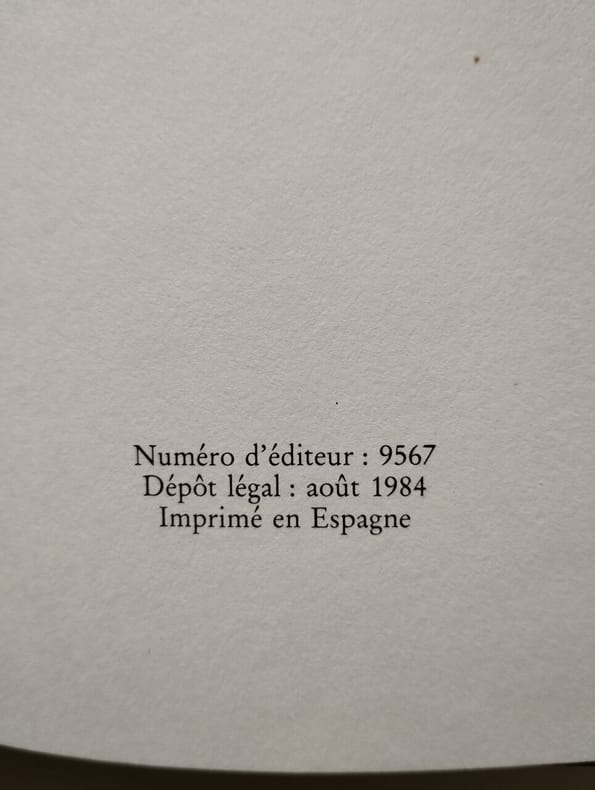 Numéro d'éditeur : 9567
Dépôt légal : août 1984
Imprimé en Espagne